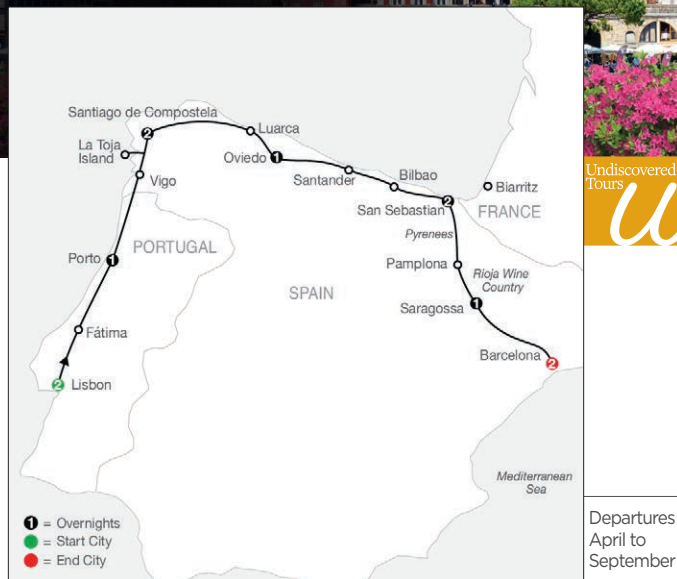 Santiago de Compostela
2
Luarca
La Toja
Island
Oviedo
1
Vigo
Santander
Bilbao
Biarritz
San Sebastian
2
FRANCE
Pyrenees
PORTUGAL
Porto
1
Pamplona
Rioja Wine
Country
SPAIN
Saragossa
1
Fátima
Barcelona
2
2
Lisbon
Mediterranean
Sea
1 = Overnights
= Start City
= End City
Undiscovered
Tours
U
Departures
April to
September